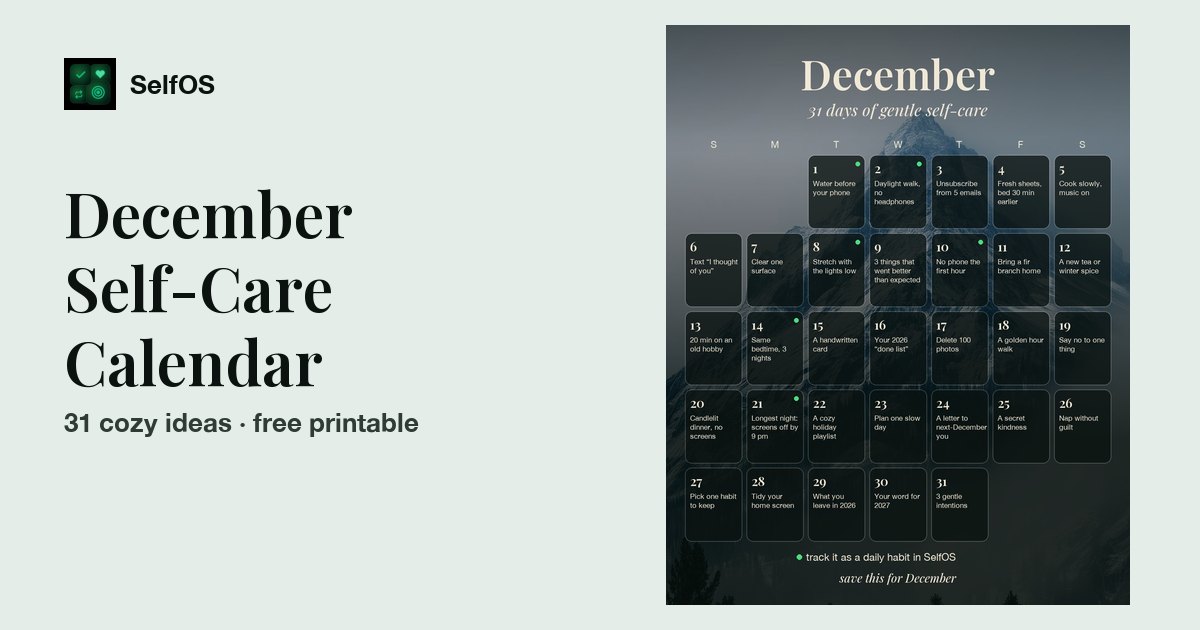 SelfOS
December
Self-Care
Calendar
31 cozy ideas · free printable
December
31 days of gentle self-care
S M T W T F S
1
Water before
your phone
2
Daylight walk,
no
headphones
3
Unsubscribe
from 5 emails
4
Fresh sheets,
bed 30 min
earlier
5
Cook slowly,
music on
6
Text “I thought
of you”
7
Clear one
surface
8
Stretch with
the lights low
9
3 things that
went better
than expected
10
No phone the
first hour
11
Bring a fir
branch home
12
A new tea or
winter spice
13
20 min on an
old hobby
14
Same
bedtime, 3
nights
15
A handwritten
card
16
Your 2026
“done list”
17
Delete 100
photos
18
A golden hour
walk
19
Say no to one
thing
20
Candlelit
dinner, no
screens
21
Longest night:
screens off by
9 pm
22
A cozy
holiday
playlist
23
Plan one slow
day
24
A letter to
next-December
you
25
A secret
kindness
26
Nap without
guilt
27
Pick one habit
to keep
28
Tidy your
home screen
29
What you
leave in 2026
30
Your word for
2027
31
3 gentle
intentions
track it as a daily habit in SelfOS
save this for December